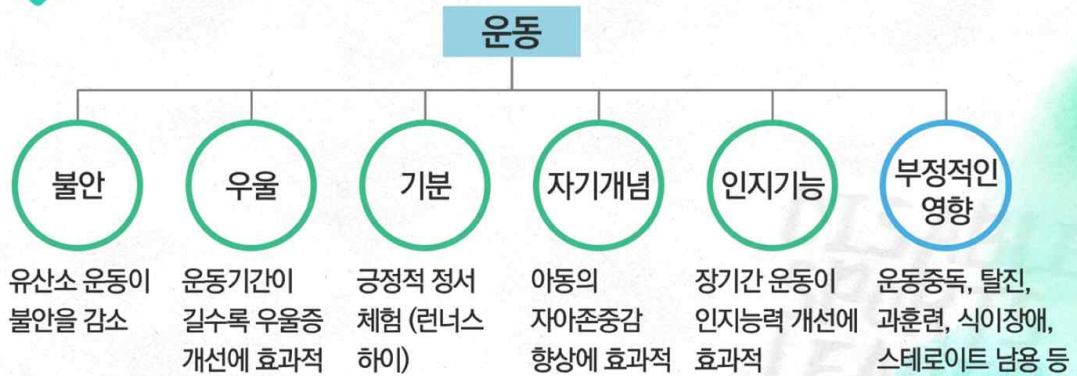 운동
불안
우울
기분
자기개념
인지기능
부정적인
영향
유산소 운동이
불안을 감소
운동기간이
길수록 우울증
개선에 효과적
긍정적 정서
체험 (런너스
하이)
아동의
자아존중감
향상에 효과적
장기간 운동이
인지능력 개선에
효과적
운동중독, 탈진,
과훈련, 식이장애,
스테로이트 남용 등